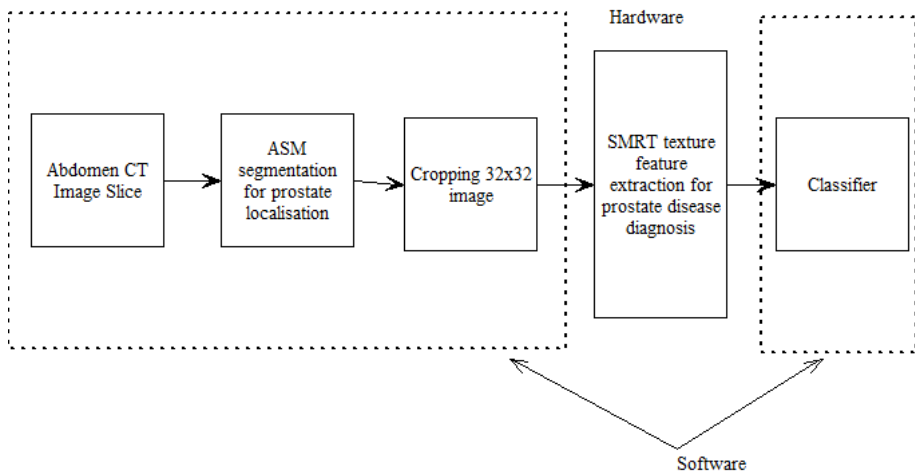 Hardware
Abdomen CT
Image Slice
ASM
segmentation
for prostate
localisation
Cropping 32x32
image
SMRT texture
feature
extraction for
prostate disease
diagnosis
Classifier
Software